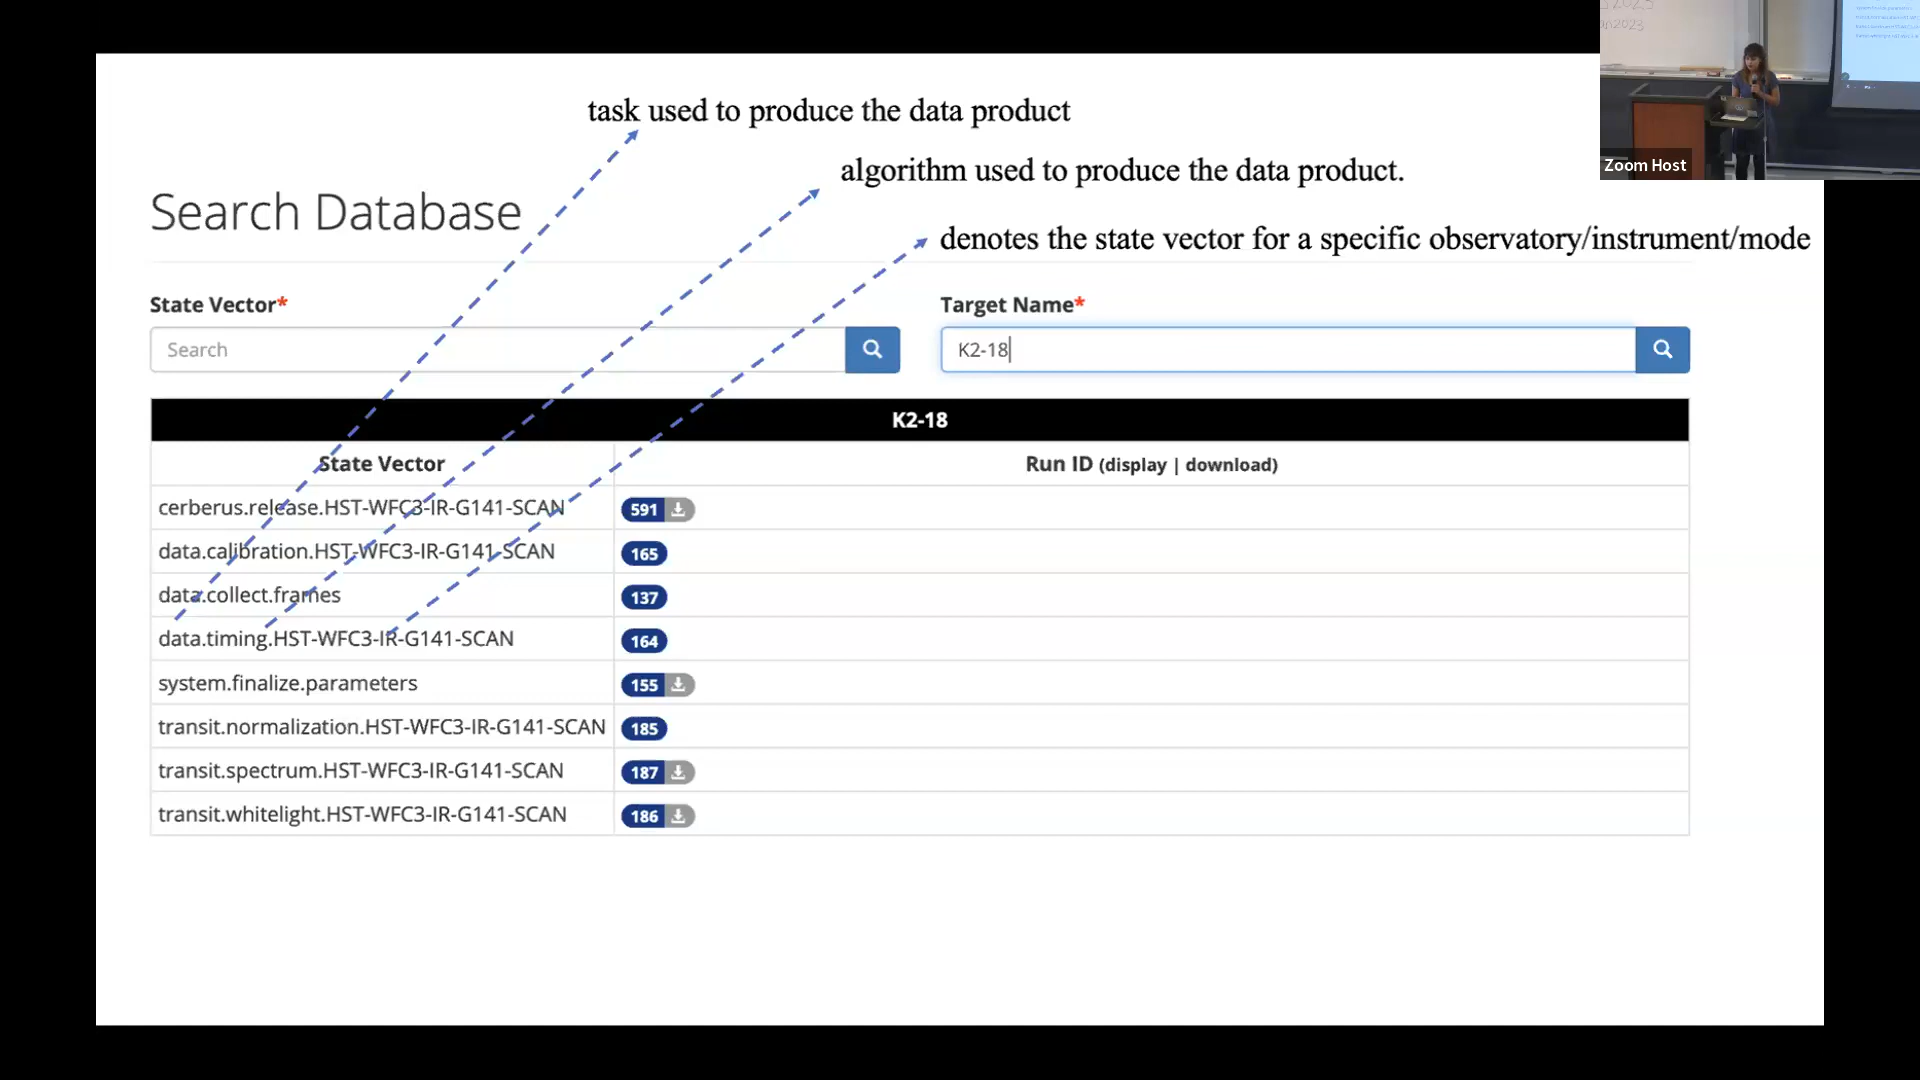 task used to produce the data product
algorithm used to produce the data product.
Zoom Host
Search Database
denotes the state vector for a specific observatory/instrument/mode
State Vector*
Target Name*
Search
K2-18
K2-18
State Vector
Run ID (display | download)
cerberus.release.HST-WFC3-IR-G141-SCAN
591
data.calibration.HST-WFC3-IR-G141-SCAN
165
data.collect.frames
137
data.timing.HST-WFC3-IR-G141-SCAN
164
system.finalize.parameters
155
transit.normalization.HST-WFC3-IR-G141-SCAN
185
transit.spectrum.HST-WFC3-IR-G141-SCAN
187
transit.whitelight.HST-WFC3-IR-G141-SCAN
186